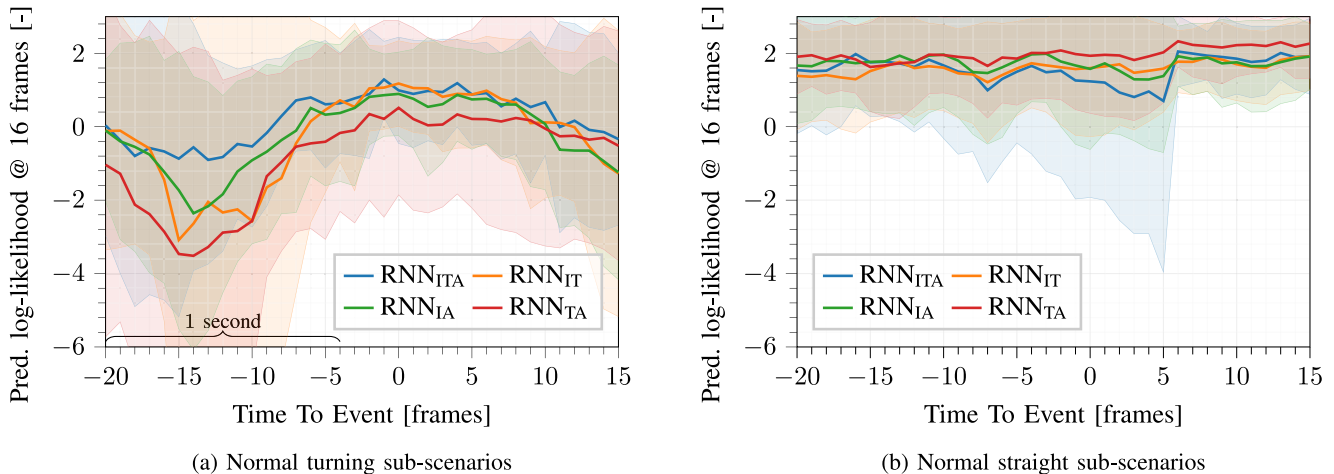 Pred. log-likelihood @ 16 frames [-]
2
0
−2
−4
−6
RNN_ITA RNN_IT
RNN_IA RNN_TA
1 second
−20 −15 −10 −5 0 5 10 15
Time To Event [frames]
(a) Normal turning sub-scenarios
Pred. log-likelihood @ 16 frames [-]
2
0
−2
−4
−6
RNN_ITA RNN_IT
RNN_IA RNN_TA
−20 −15 −10 −5 0 5 10 15
Time To Event [frames]
(b) Normal straight sub-scenarios